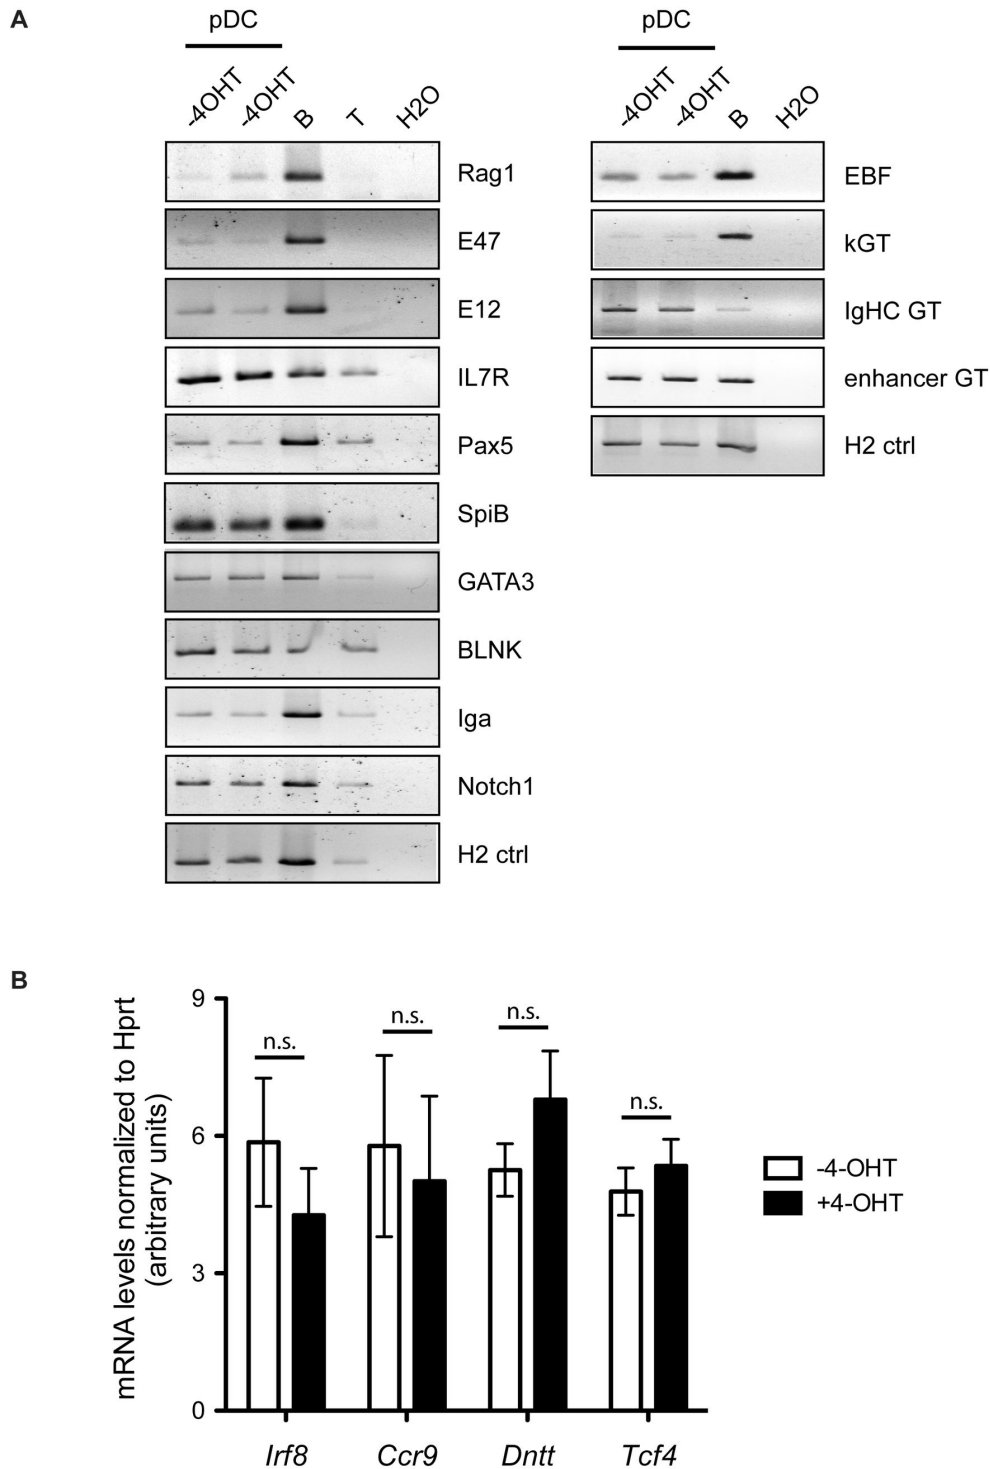 A
pDC
-4OHT -4OHT B T H2O
Rag1
E47
E12
IL7R
Pax5
SpiB
GATA3
BLNK
Iga
Notch1
H2 ctrl
pDC
-4OHT -4OHT B H2O
EBF
kGT
IgHC GT
enhancer GT
H2 ctrl
B
mRNA levels normalized to Hprt
(arbitrary units)
9
6
3
0
n.s.
n.s.
n.s.
n.s.
Irf8 Ccr9 Dntt Tcf4
-4-OHT
+4-OHT